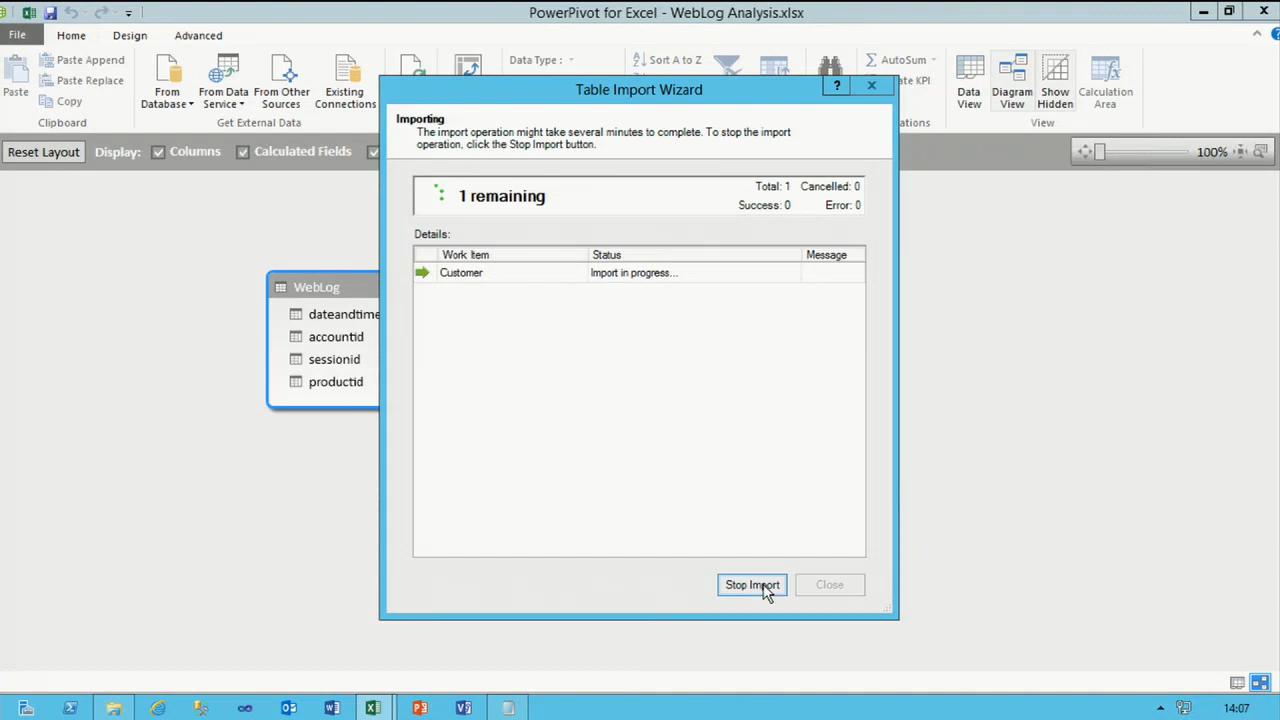 PowerPivot for Excel - WebLog Analysis.xlsx
File Home Design Advanced
Paste
Paste Append
Paste Replace
Copy
Clipboard
From Database
From Data Service
From Other Sources
Existing Connections
Get External Data
Data Type :
Sort A to Z
AutoSum
Data View
Diagram View
Show Hidden
Calculation Area
View
Reset Layout Display: Columns Calculated Fields
100%
Table Import Wizard
?
Importing
The import operation might take several minutes to complete. To stop the import
operation, click the Stop Import button.
1 remaining
Total: 1 Cancelled: 0
Success: 0 Error: 0
Details:
Work Item Status Message
Customer Import in progress...
WebLog
dateandtime
accountid
sessionid
productid
Stop Import Close
14:07